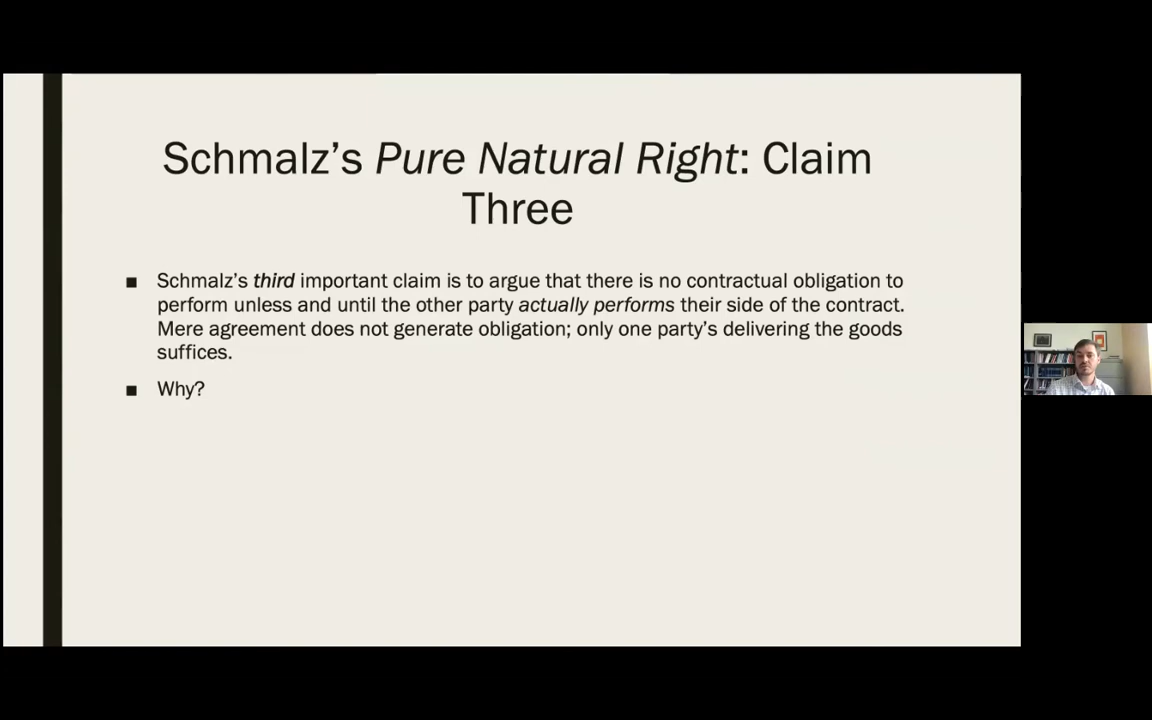 Schmalz’s Pure Natural Right: Claim
Three
■ Schmalz’s third important claim is to argue that there is no contractual obligation to
perform unless and until the other party actually performs their side of the contract.
Mere agreement does not generate obligation; only one party’s delivering the goods
suffices.
■ Why?